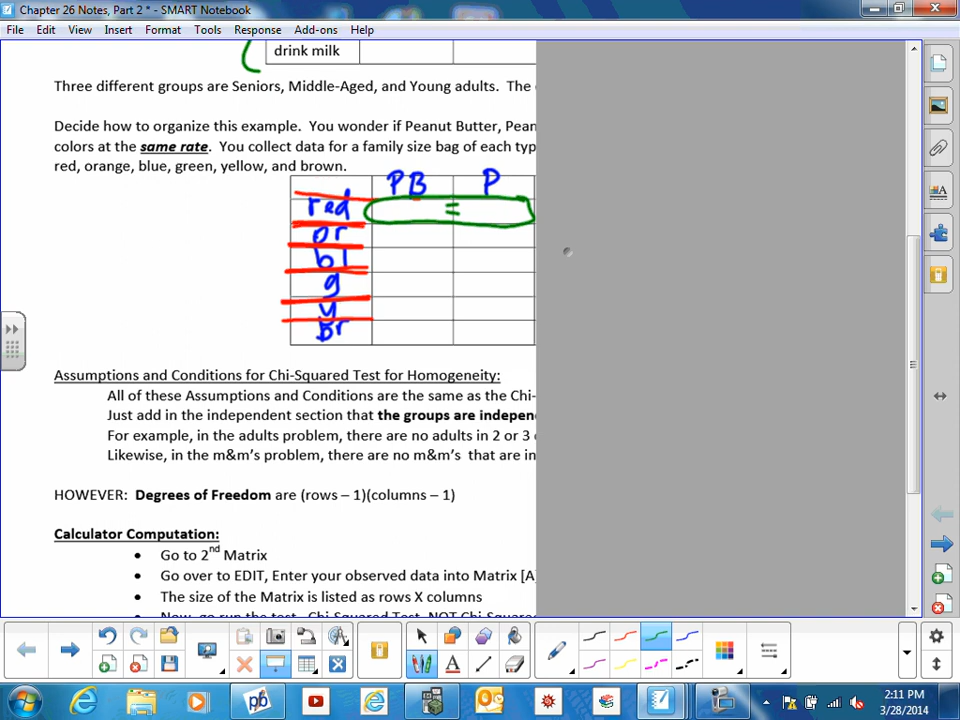 Chapter 26 Notes, Part 2 * - SMART Notebook
File Edit View Insert Format Tools Response Add-ons Help
drink milk
Three different groups are Seniors, Middle-Aged, and Young adults. The
Decide how to organize this example. You wonder if Peanut Butter, Pean
colors at the same rate. You collect data for a family size bag of each typ
red, orange, blue, green, yellow, and brown.
PB P
red =
or
bl
g
y
br
Assumptions and Conditions for Chi-Squared Test for Homogeneity:
All of these Assumptions and Conditions are the same as the Chi-
Just add in the independent section that the groups are indepen
For example, in the adults problem, there are no adults in 2 or 3
Likewise, in the m&m's problem, there are no m&m's that are in
HOWEVER: Degrees of Freedom are (rows – 1)(columns – 1)
Calculator Computation:
• Go to 2nd Matrix
• Go over to EDIT, Enter your observed data into Matrix [A]
• The size of the Matrix is listed as rows X columns
2:11 PM
3/28/2014